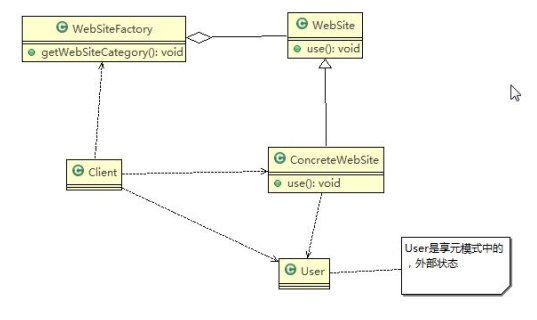 WebSiteFactory
getWebSiteCategory(): void
WebSite
use(): void
Client
ConcreteWebSite
use(): void
User
User是享元模式中的
，外部状态